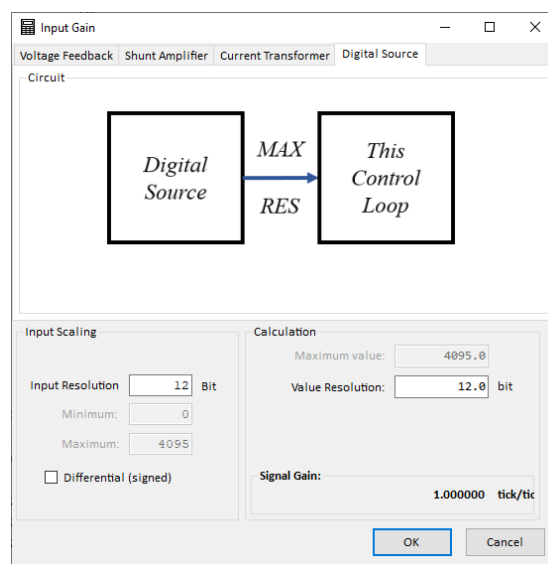 Input Gain
Voltage Feedback Shunt Amplifier Current Transformer Digital Source
Circuit
Digital
Source
MAX
RES
This
Control
Loop
Input Scaling
Input Resolution 12 Bit
Minimum: 0
Maximum: 4095
Differential (signed)
Calculation
Maximum value: 4095.0
Value Resolution: 12.0 bit
Signal Gain:
1.000000 tick/tic
OK Cancel